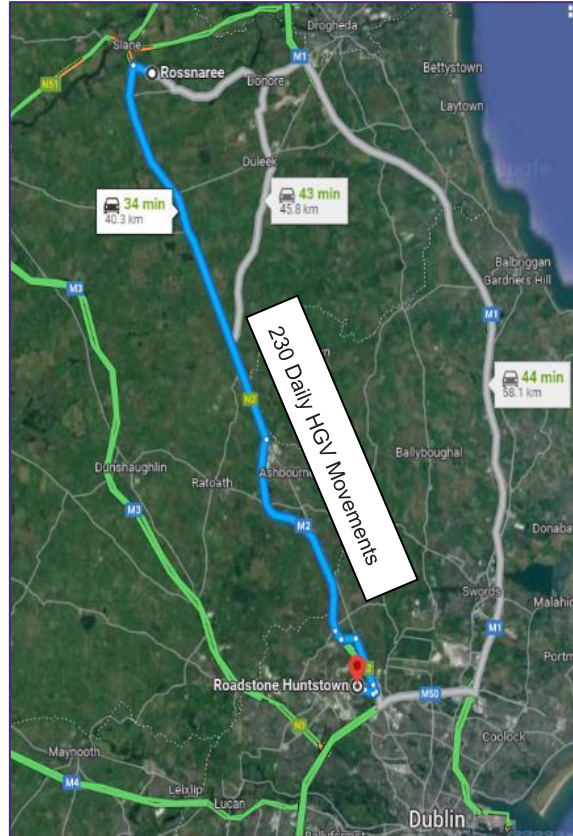 Drogheda
Slane
M1
N51
Rossnaree
Donore
Bettystown
Laytown
Duleek
34 min
40.3 km
43 min
45.8 km
Balbriggan
Gardners Hill
M3
M1
230 Daily HGV Movements
44 min
58.1 km
N2
Ballyboughal
Dunshaughlin
Ashbourne
Ratoath
M3
M2
Swords
M1
Roadstone Huntstown
M50
N3
Coolock
Maynooth
M4
Leixlip
Lucan
Dublin